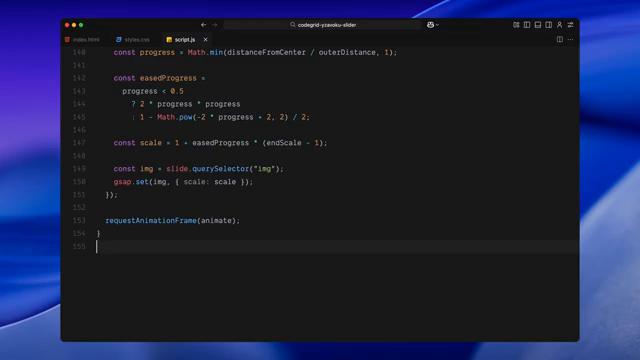 codegrid-yzavoku-slider
index.html
styles.css
script.js
140 const progress = Math.min(distanceFromCenter / outerDistance, 1);
141
142 const easedProgress =
143 progress < 0.5
144 ? 2 * progress * progress
145 : 1 - Math.pow(-2 * progress + 2, 2) / 2;
146
147 const scale = 1 + easedProgress * (endScale - 1);
148
149 const img = slide.querySelector("img");
150 gsap.set(img, { scale: scale });
151 });
152
153 requestAnimationFrame(animate);
154 }
155